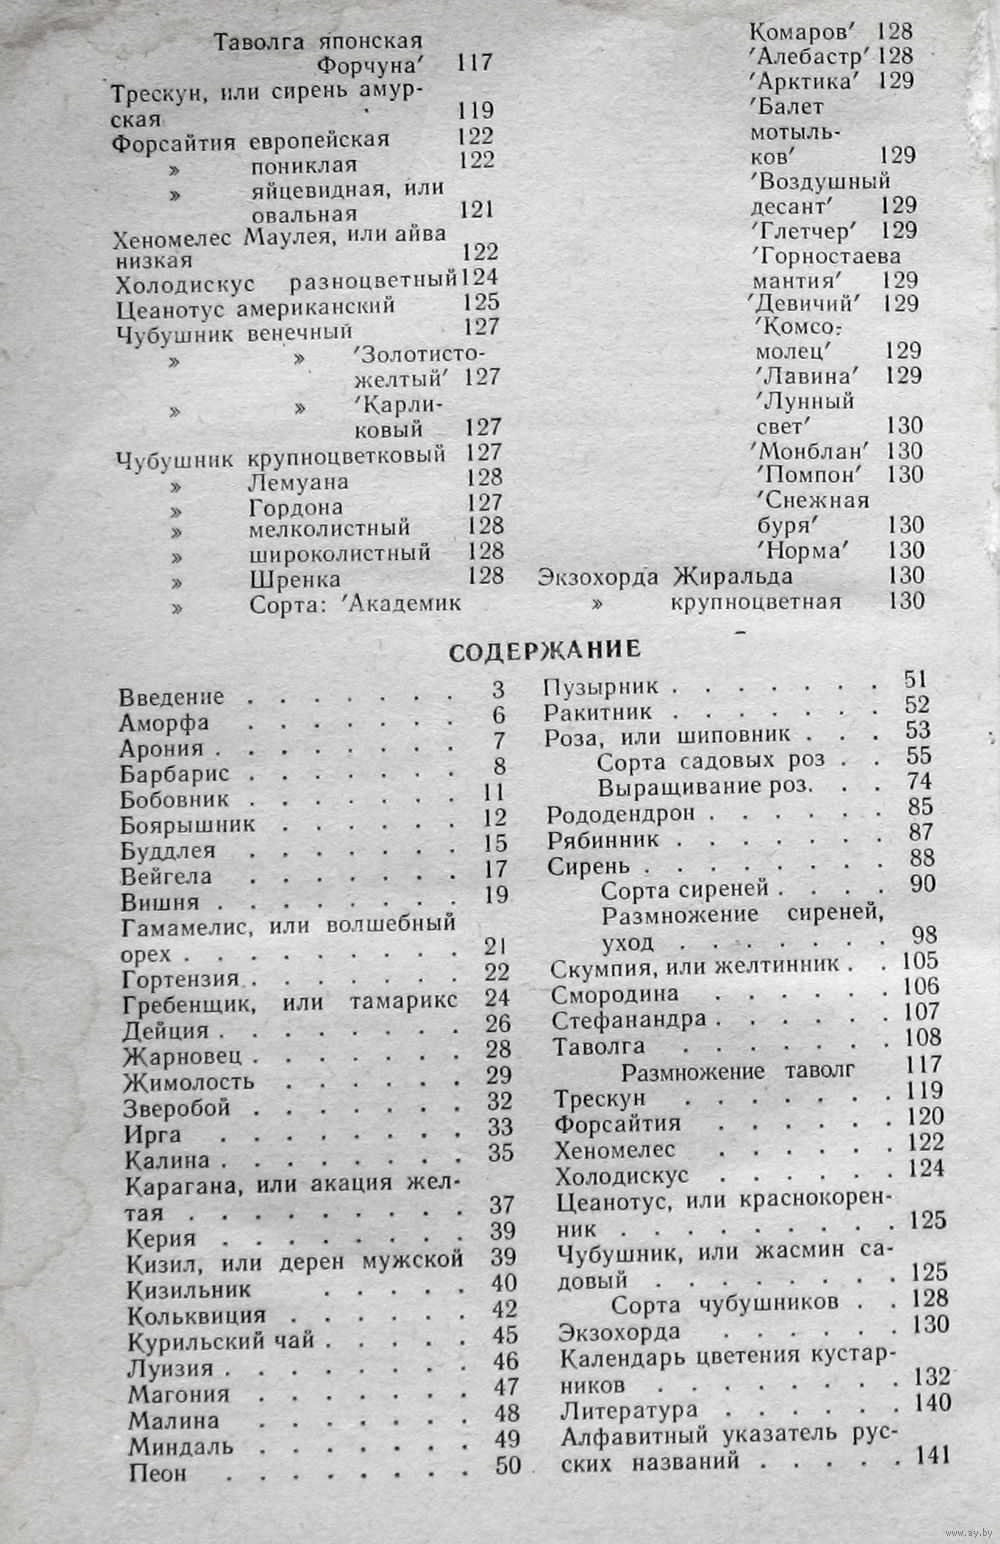 Таволга японская
Форчуна′ 117
Трескун, или сирень амур-
ская 119
Форсайтия европейская 122
» пониклая 122
» яйцевидная, или
овальная 121
Хеномелес Маулея, или айва
низкая 122
Холодискус разноцветный 124
Цеанотус американский 125
Чубушник венечный 127
» » ′Золотисто-
желтый′ 127
» » ′Карли-
ковый 127
Чубушник крупноцветковый 127
» Лемуана 128
» Гордона 127
» мелколистный 128
» широколистный 128
» Шренка 128
» Сорта: ′Академик
Комаров′ 128
′Алебастр′ 128
′Арктика′ 129
′Балет
мотыль-
ков′ 129
′Воздушный
десант′ 129
′Глетчер′ 129
′Горностаева
мантия′ 129
′Девичий′ 129
′Комсо-
молец′ 129
′Лавина′ 129
′Лунный
свет′ 130
′Монблан′ 130
′Помпон′ 130
′Снежная
буря′ 130
′Норма′ 130
Экзохорда Жиральда 130
» крупноцветная 130
СОДЕРЖАНИЕ
Введение . . . . . . . 3
Аморфа . . . . . . . 6
Арония . . . . . . . . 7
Барбарис . . . . . . . 8
Бобовник . . . . . . . 11
Боярышник . . . . . . 12
Буддлея . . . . . . . 15
Вейгела . . . . . . . 17
Вишня . . . . . . . . 19
Гамамелис, или волшебный
орех . . . . . . . . . 21
Гортензия . . . . . . . 22
Гребенщик, или тамарикс 24
Дейция . . . . . . . . 26
Жарновец . . . . . . . 28
Жимолость . . . . . . 29
Зверобой . . . . . . . 32
Ирга . . . . . . . . 33
Калина . . . . . . . . 35
Карагана, или акация жел-
тая . . . . . . . . . 37
Керия . . . . . . . . 39
Кизил, или дерен мужской 39
Кизильник . . . . . 40
Кольквиция . . . . . . 42
Курильский чай . . . . . 45
Луизия . . . . . . . . 46
Магония . . . . . . . 47
Малина . . . . . . . 48
Миндаль . . . . . . . 49
Пеон . . . . . . . . 50
Пузырник . . . . . . . 51
Ракитник . . . . . . . 52
Роза, или шиповник . . . 53
Сорта садовых роз . . 55
Выращивание роз. . . 74
Рододендрон . . . . . . 85
Рябинник . . . . . . . 87
Сирень . . . . . . . . 88
Сорта сиреней . . . . 90
Размножение сиреней,
уход . . . . . . . 98
Скумпия, или желтинник . . 105
Смородина . . . . . . 106
Стефанандра . . . . . . 107
Таволга . . . . . . . 108
Размножение таволг 117
Трескун . . . . . . . 119
Форсайтия . . . . . . 120
Хеномелес . . . . . . 122
Холодискус . . . . . . 124
Цеанотус, или краснокорен-
ник . . . . . . . . . 125
Чубушник, или жасмин са-
довый . . . . . . . . 125
Сорта чубушников . . 128
Экзохорда . . . . . . 130
Календарь цветения кустар-
ников . . . . . . . . 132
Литература . . . . . . 140
Алфавитный указатель рус-
ских названий . . . . . 141
www.ay.by